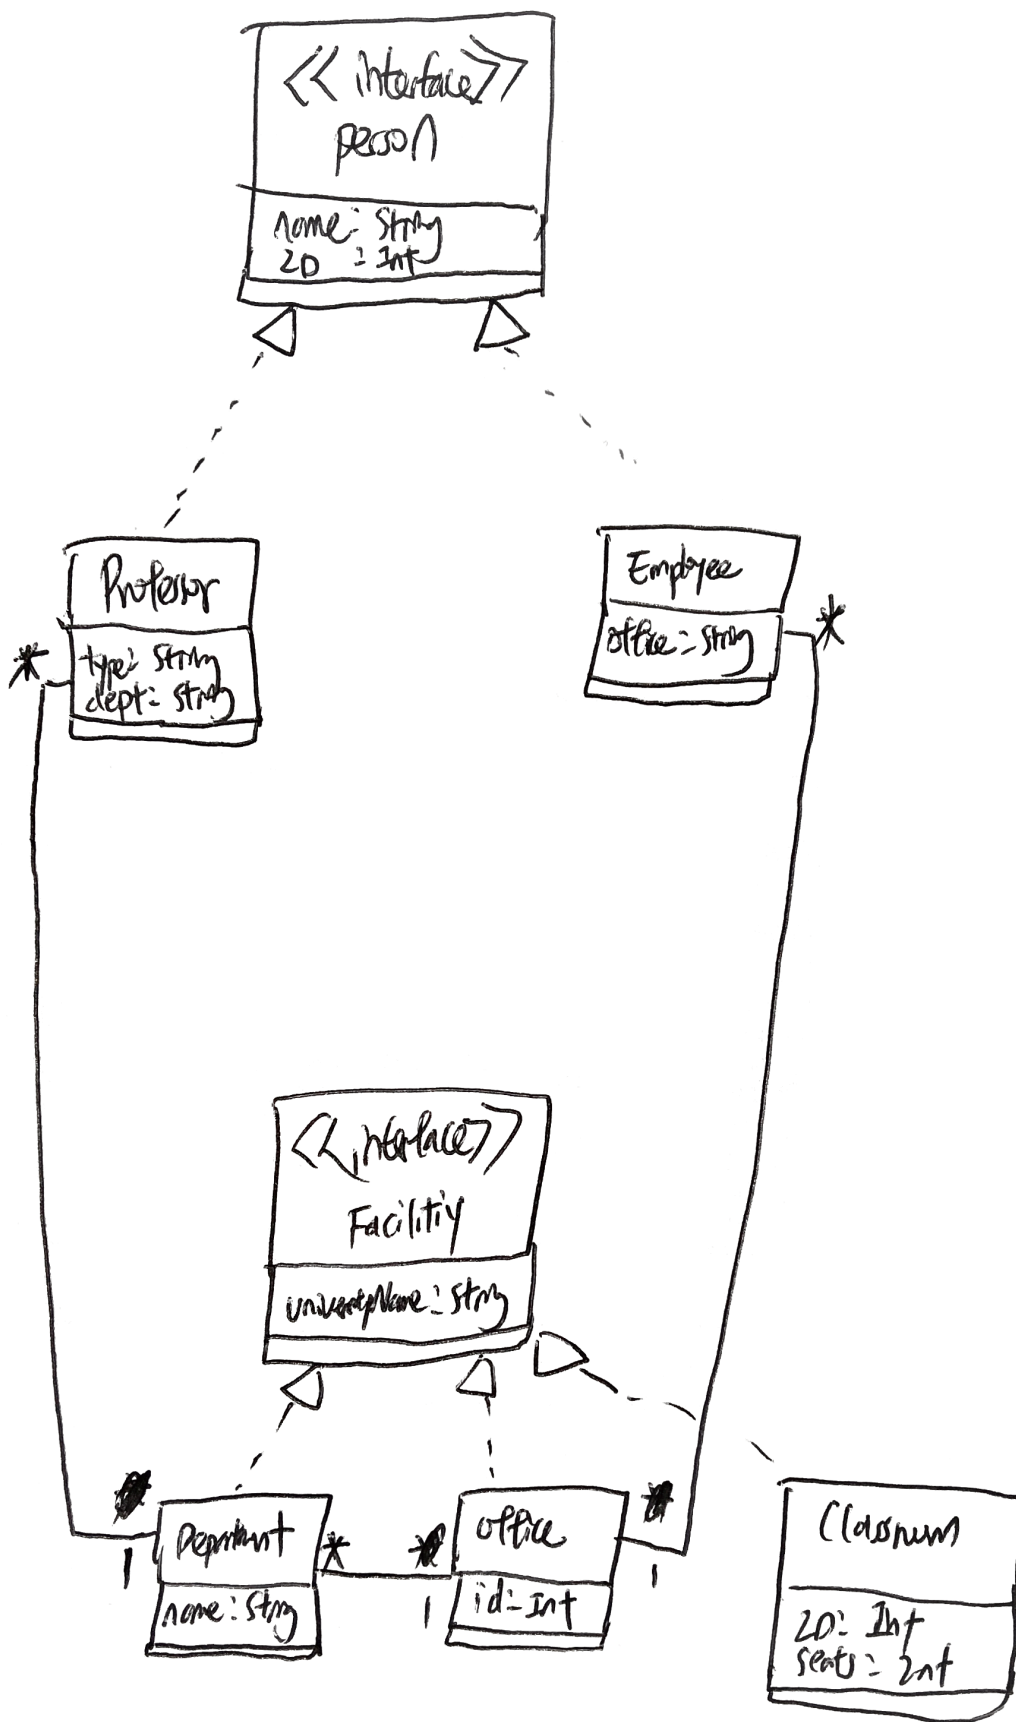 <<interface>>
person
name: String
ID : Int
Professor
type: String
dept: String
*
Employee
office: String
*
<<interface>>
Facilitiy
universityName: String
1
Department
name: String
*
1
office
id: Int
1
Classroom
ID: Int
seats: Int